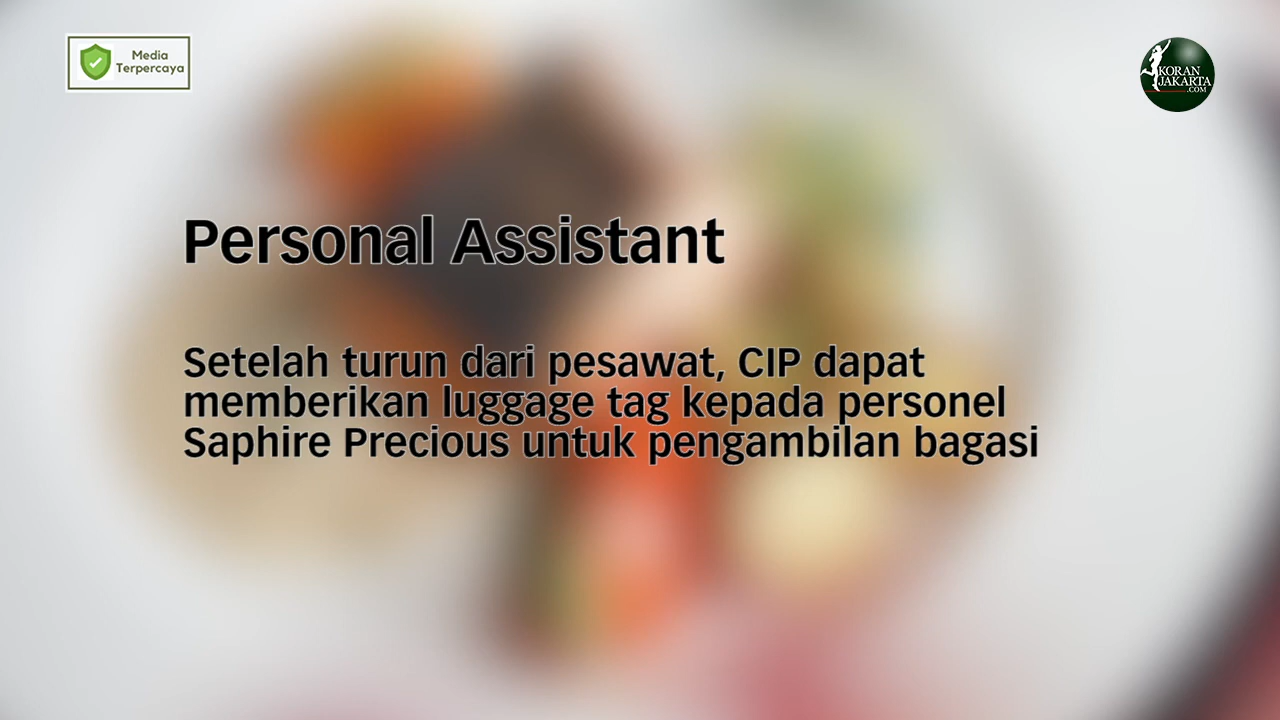 Media
Terpercaya
KORAN
JAKARTA
.COM
Personal Assistant
Setelah turun dari pesawat, CIP dapat
memberikan luggage tag kepada personel
Saphire Precious untuk pengambilan bagasi